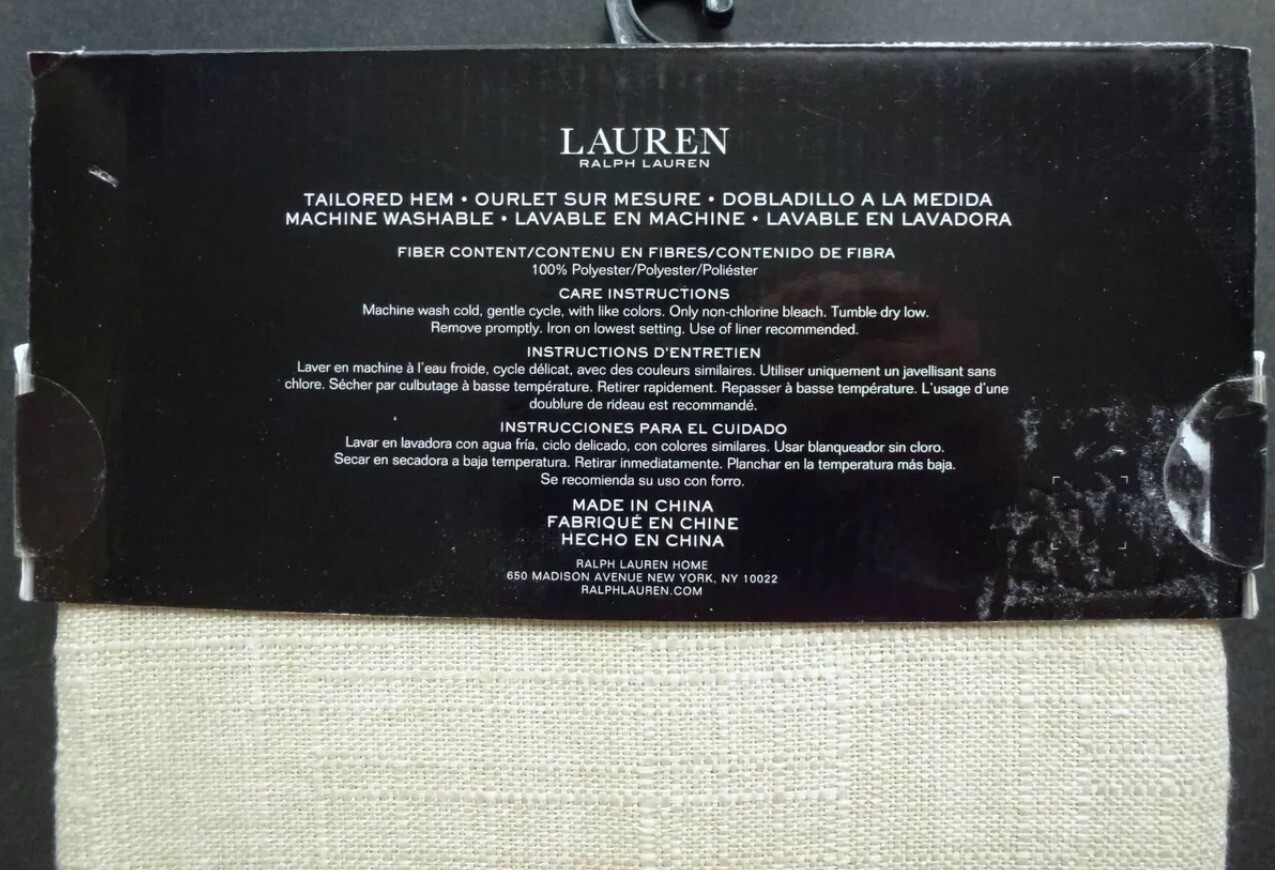 LAUREN
RALPH LAUREN
TAILORED HEM • OURLET SUR MESURE • DOBLADILLO A LA MEDIDA
MACHINE WASHABLE • LAVABLE EN MACHINE • LAVABLE EN LAVADORA
FIBER CONTENT/CONTENU EN FIBRES/CONTENIDO DE FIBRA
100% Polyester/Polyester/Poliéster
CARE INSTRUCTIONS
Machine wash cold, gentle cycle, with like colors. Only non-chlorine bleach. Tumble dry low.
Remove promptly. Iron on lowest setting. Use of liner recommended.
INSTRUCTIONS D'ENTRETIEN
Laver en machine à l'eau froide, cycle délicat, avec des couleurs similaires. Utiliser uniquement un javellisant sans
chlore. Sécher par culbutage à basse température. Retirer rapidement. Repasser à basse température. L'usage d'une
doublure de rideau est recommandé.
INSTRUCCIONES PARA EL CUIDADO
Lavar en lavadora con agua fría, ciclo delicado, con colores similares. Usar blanqueador sin cloro.
Secar en secadora a baja temperatura. Retirar inmediatamente. Planchar en la temperatura más baja.
Se recomienda su uso con forro.
MADE IN CHINA
FABRIQUÉ EN CHINE
HECHO EN CHINA
RALPH LAUREN HOME
650 MADISON AVENUE NEW YORK, NY 10022
RALPHLAUREN.COM